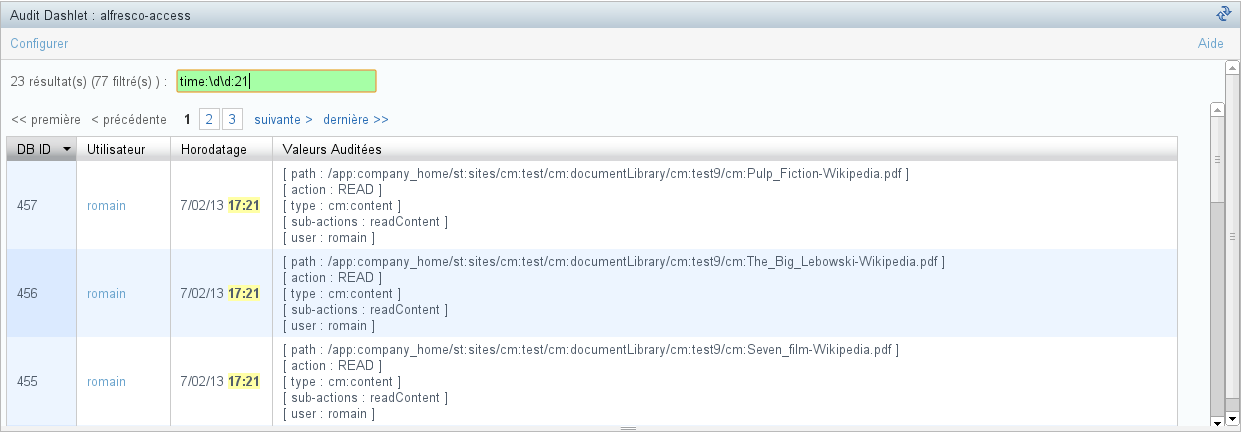 Audit Dashlet : alfresco-access
Configurer Aide
23 résultat(s) (77 filtré(s) ) : time:\d\d:21
<< première < précédente 1 2 3 suivante > dernière >>
DB ID Utilisateur Horodatage Valeurs Auditées
[ path : /app:company_home/st:sites/cm:test/cm:documentLibrary/cm:test9/cm:Pulp_Fiction-Wikipedia.pdf ]
[ action : READ ]
457 romain 7/02/13 17:21 [ type : cm:content ]
[ sub-actions : readContent ]
[ user : romain ]
[ path : /app:company_home/st:sites/cm:test/cm:documentLibrary/cm:test9/cm:The_Big_Lebowski-Wikipedia.pdf ]
[ action : READ ]
456 romain 7/02/13 17:21 [ type : cm:content ]
[ sub-actions : readContent ]
[ user : romain ]
[ path : /app:company_home/st:sites/cm:test/cm:documentLibrary/cm:test9/cm:Seven_film-Wikipedia.pdf ]
[ action : READ ]
455 romain 7/02/13 17:21 [ type : cm:content ]
[ sub-actions : readContent ]
[ user : romain ]